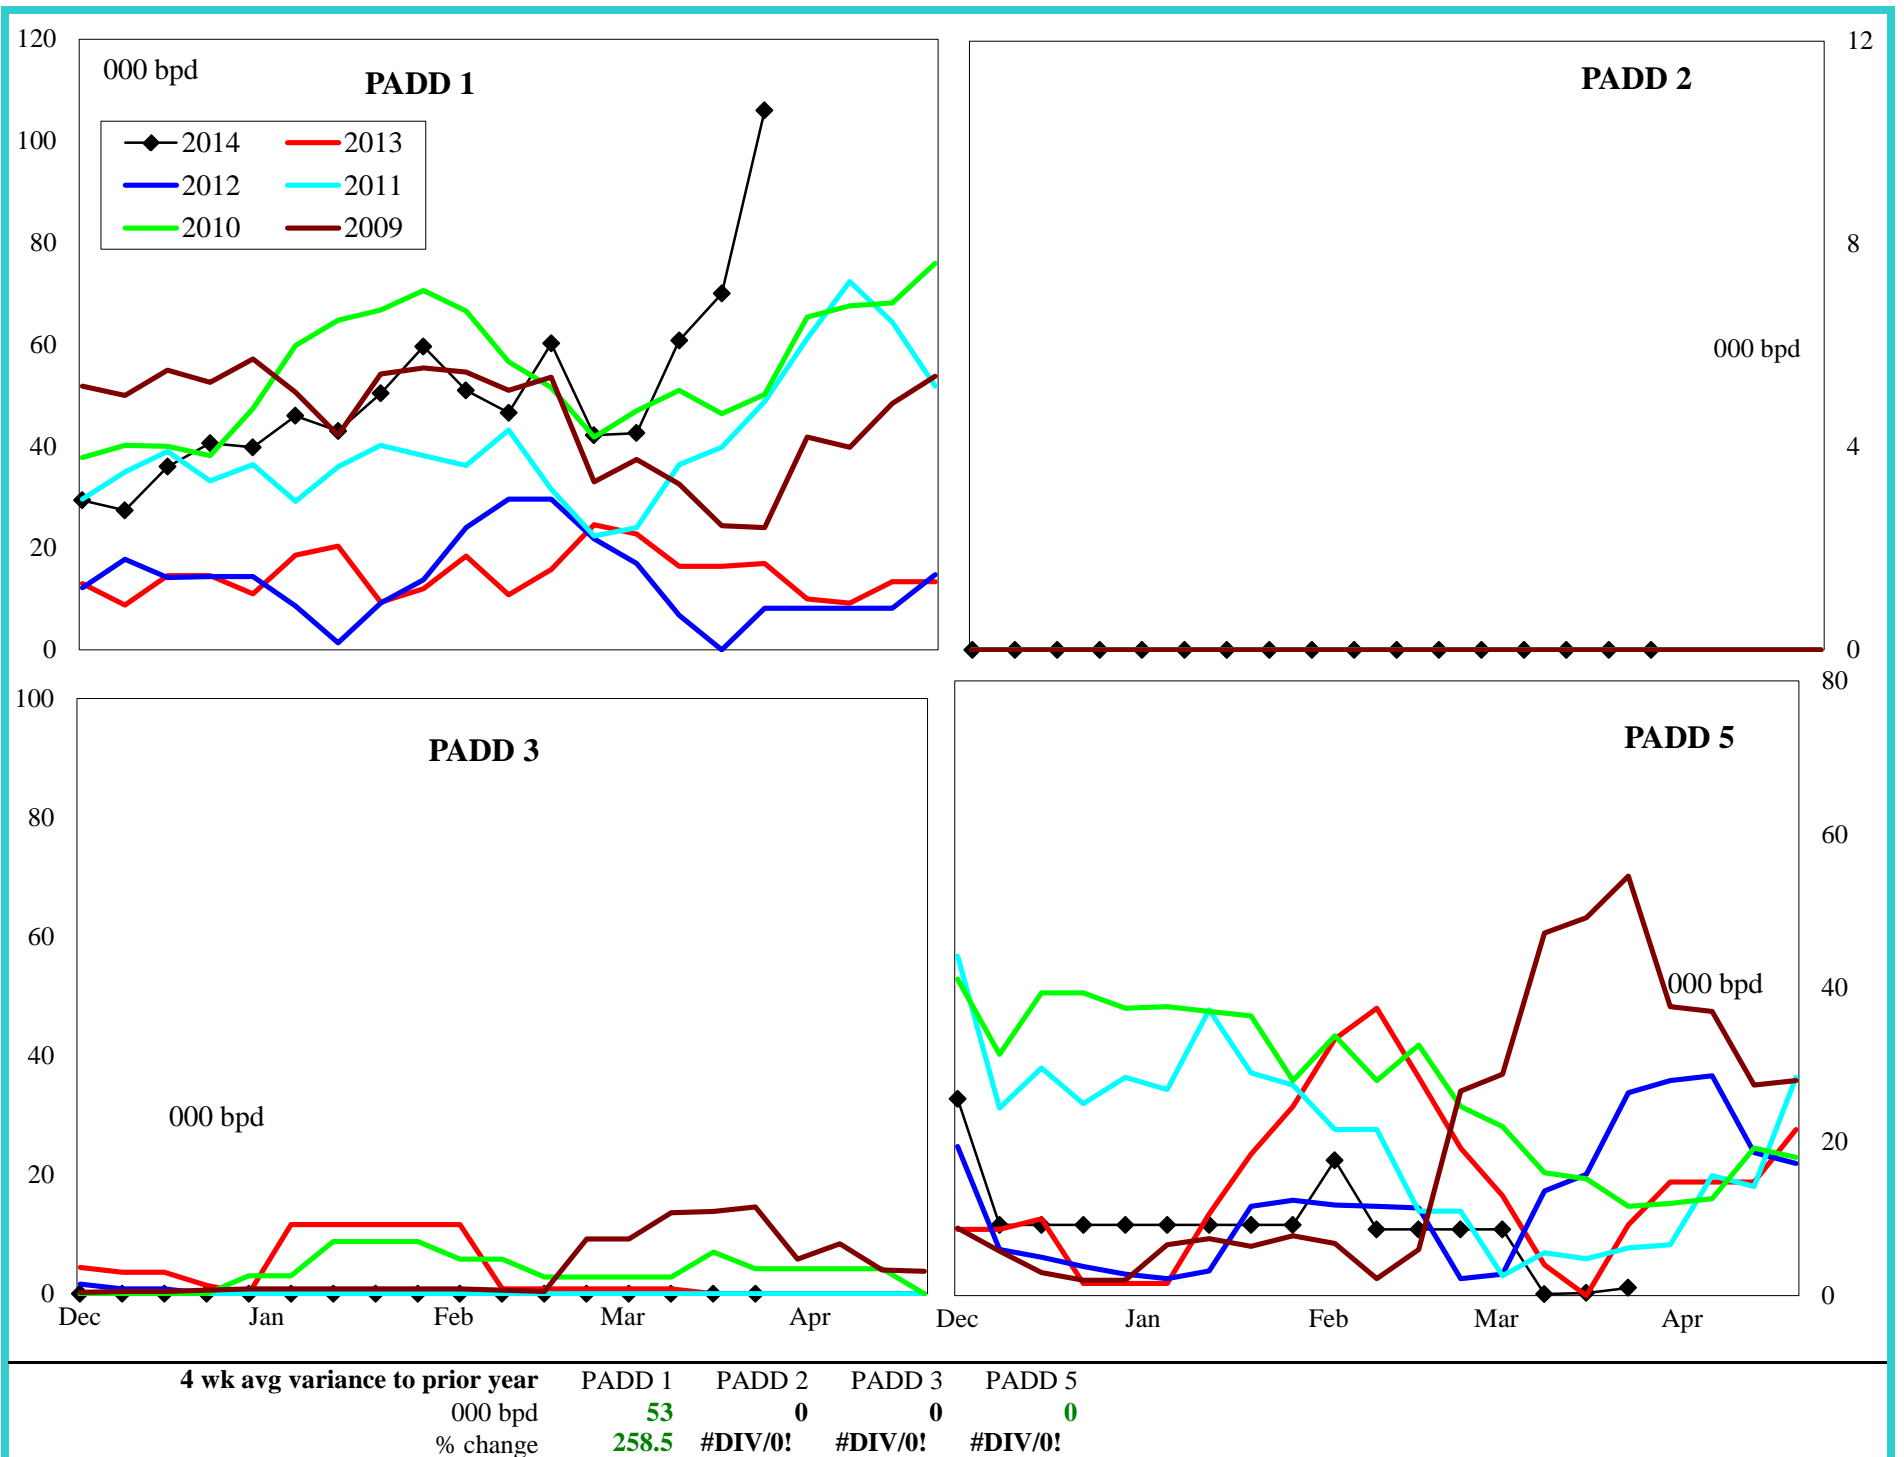 120
100
80
60
40
20
0
000 bpd
PADD 1
2014 2013
2012 2011
2010 2009
PADD 2
000 bpd
12
8
4
0
100
80
60
40
20
0
PADD 3
000 bpd
Dec Jan Feb Mar Apr
PADD 5
000 bpd
80
60
40
20
0
Dec Jan Feb Mar Apr
4 wk avg variance to prior year PADD 1 PADD 2 PADD 3 PADD 5
000 bpd 53 0 0 0
% change 258.5 #DIV/0! #DIV/0! #DIV/0!